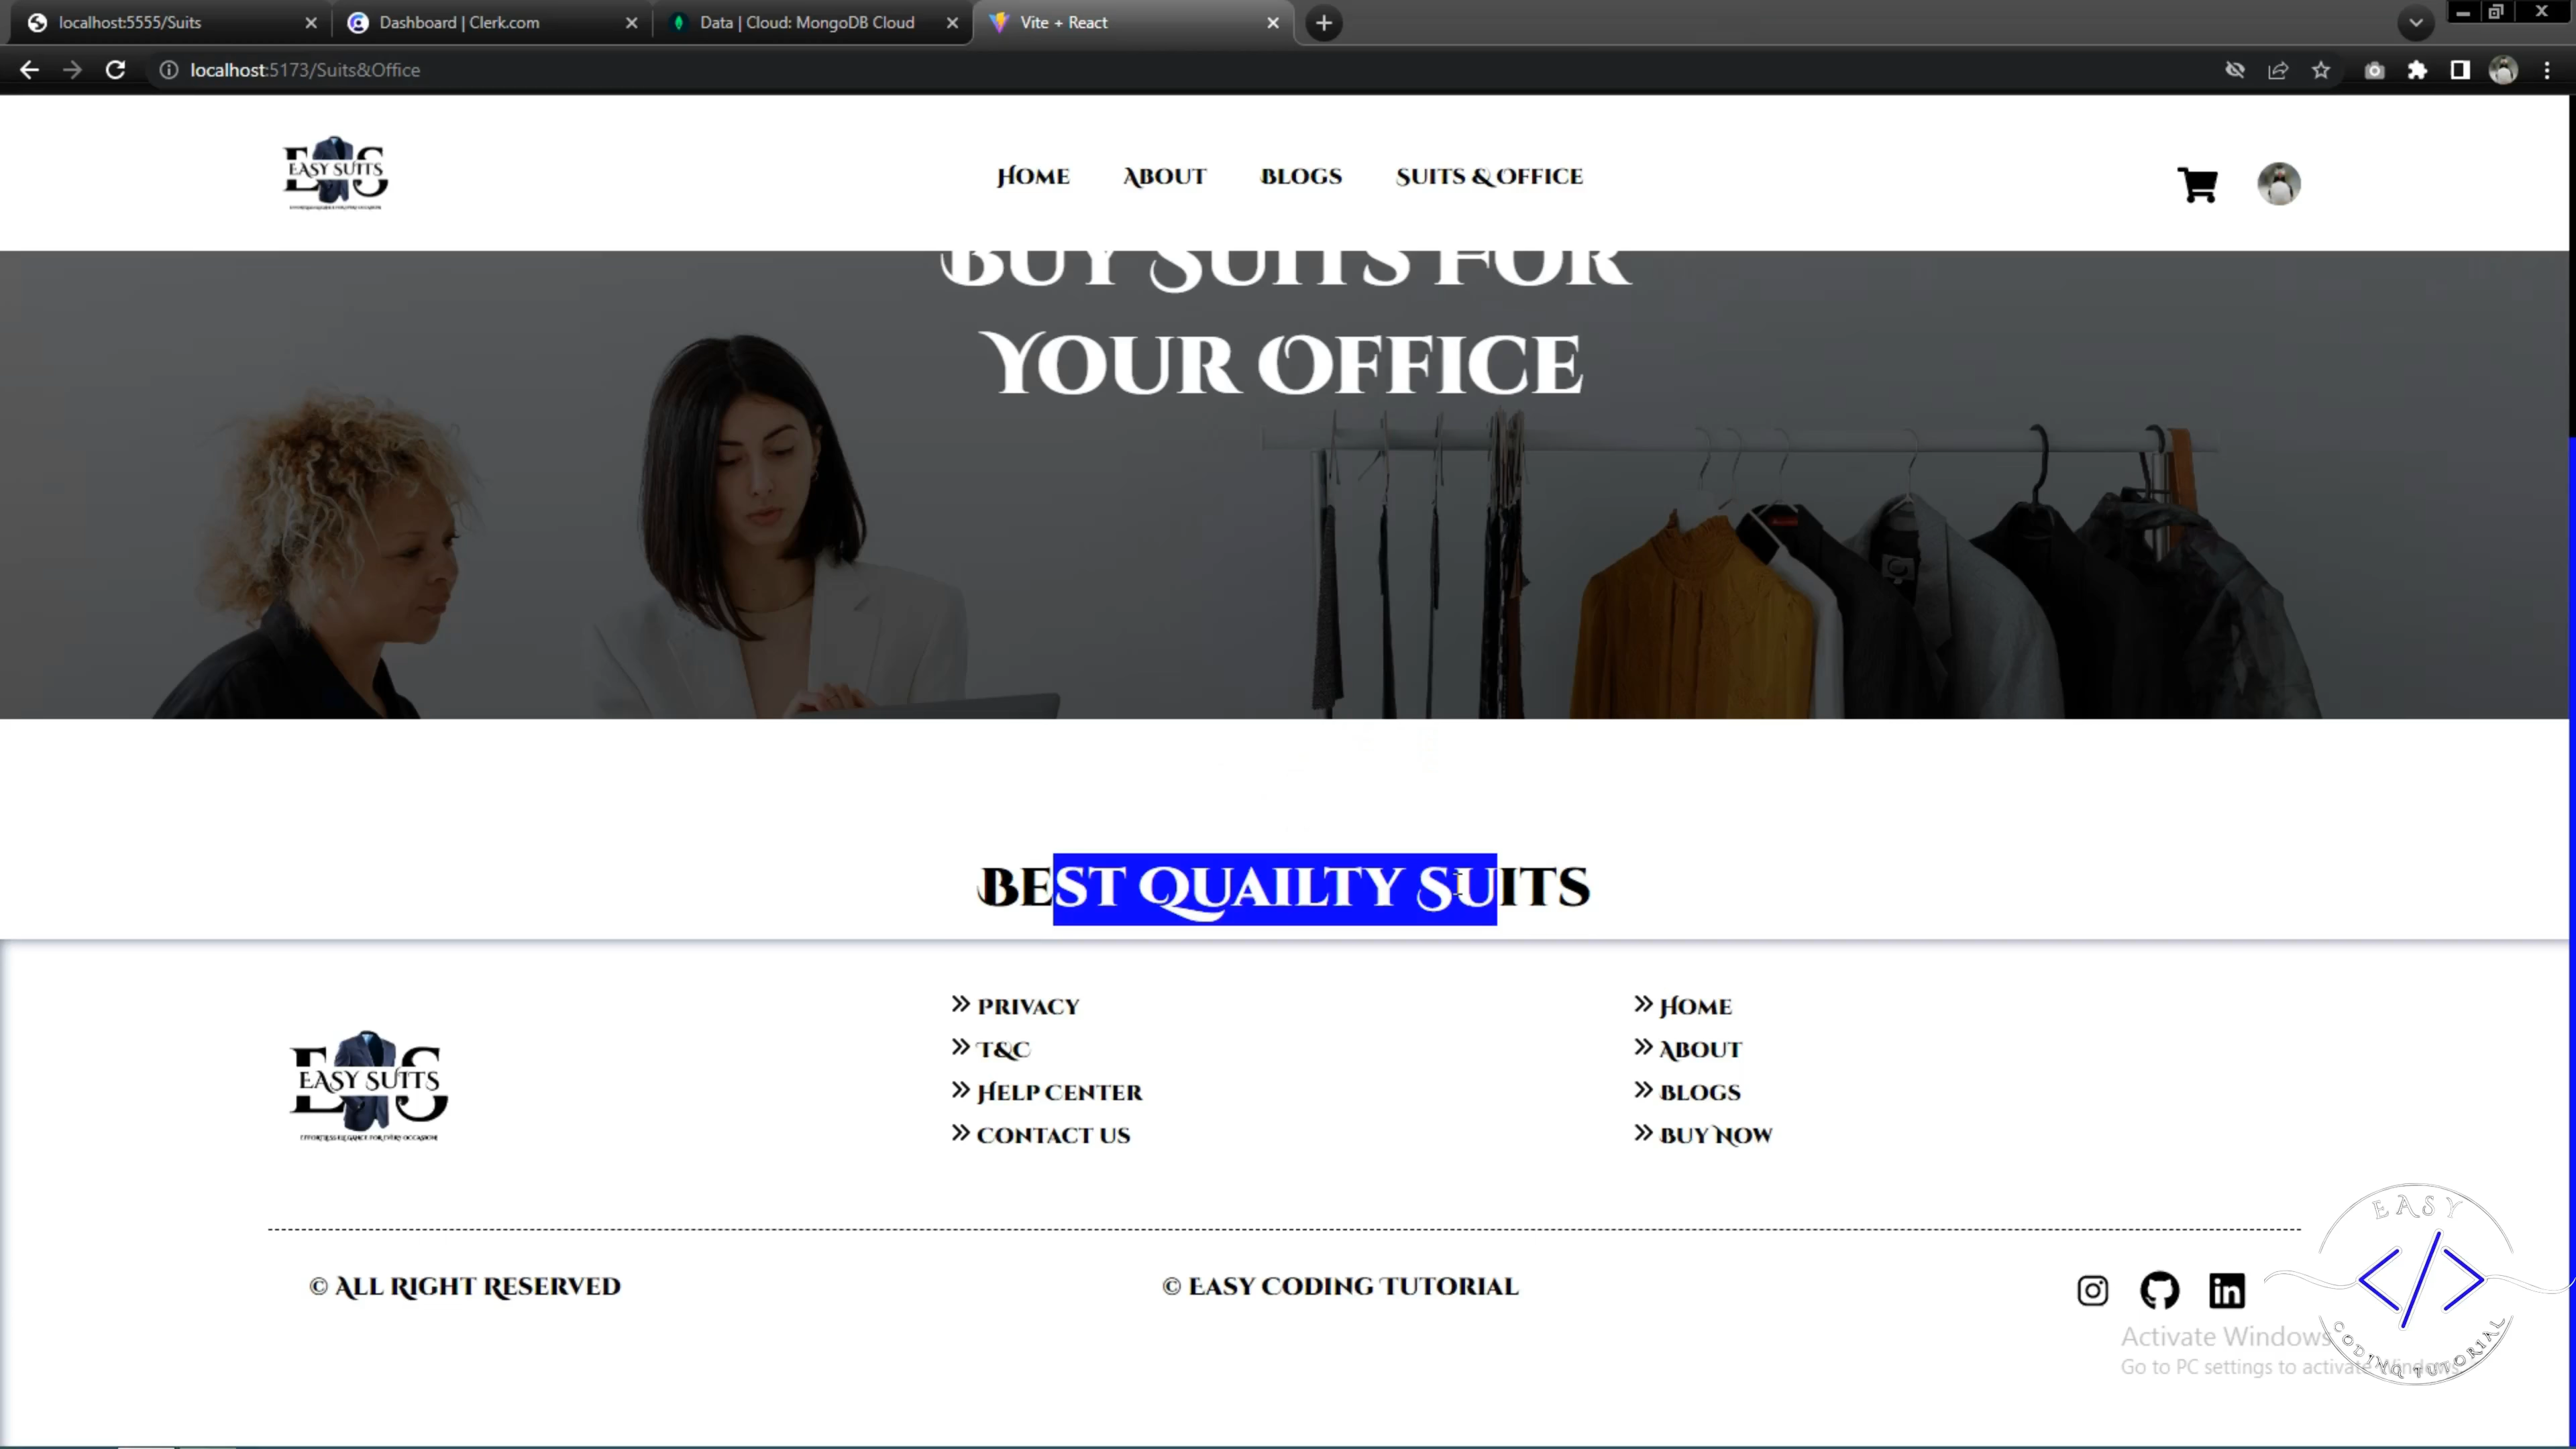 localhost:5555/Suits
Dashboard | Clerk.com
Data | Cloud: MongoDB Cloud
Vite + React
localhost:5173/Suits&Office
EASY SUITS
Home
About
Blogs
Suits & Office
Buy Suits For
Your Office
Best Quailty Suits
EASY SUITS
EFFORTLESS ELEGANCE FOR EVERY OCCASION
Privacy
T&C
Help Center
Contact Us
Home
About
Blogs
Buy Now
© All Right Reserved
© Easy Coding Tutorial
in
EASY
CODING TUTORIAL
Activate Windows
Go to PC settings to activate Windows.